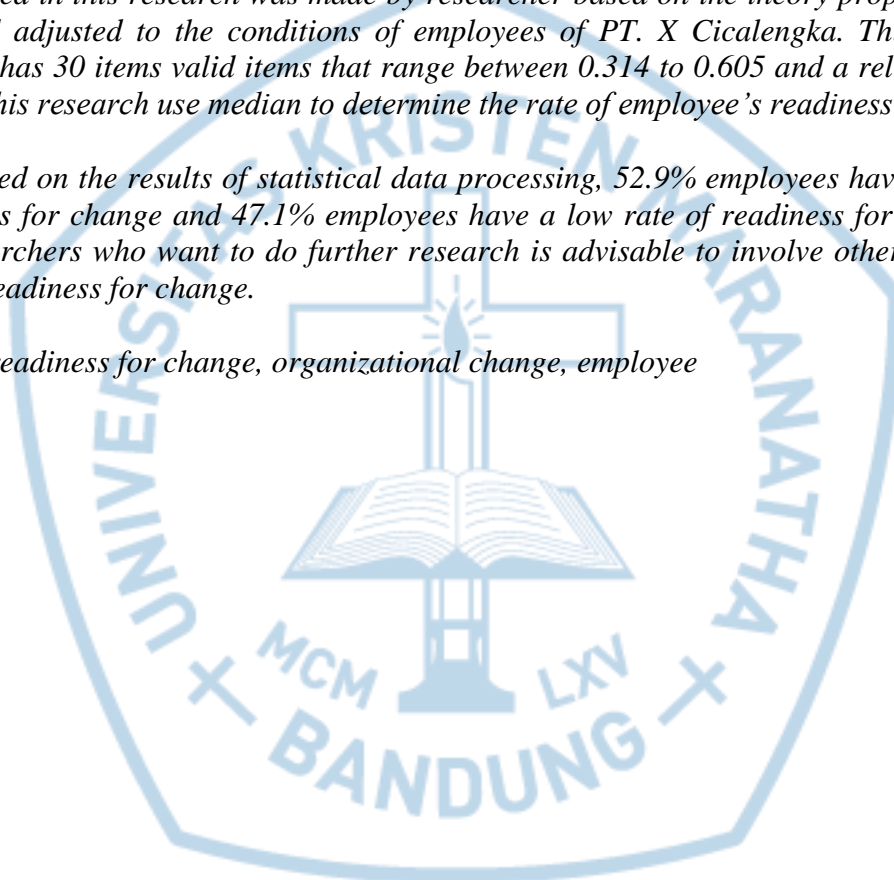 ed in this research was made by researcher based on the theory prop
adjusted to the conditions of employees of PT. X Cicalengka. Thi
has 30 items valid items that range between 0.314 to 0.605 and a rel
his research use median to determine the rate of employee's readiness
ed on the results of statistical data processing, 52.9% employees hav
s for change and 47.1% employees have a low rate of readiness for
rchers who want to do further research is advisable to involve other
eadiness for change.
readiness for change, organizational change, employee
UNIVERSITAS KRISTEN MARANATHA
MCM LXV
BANDUNG